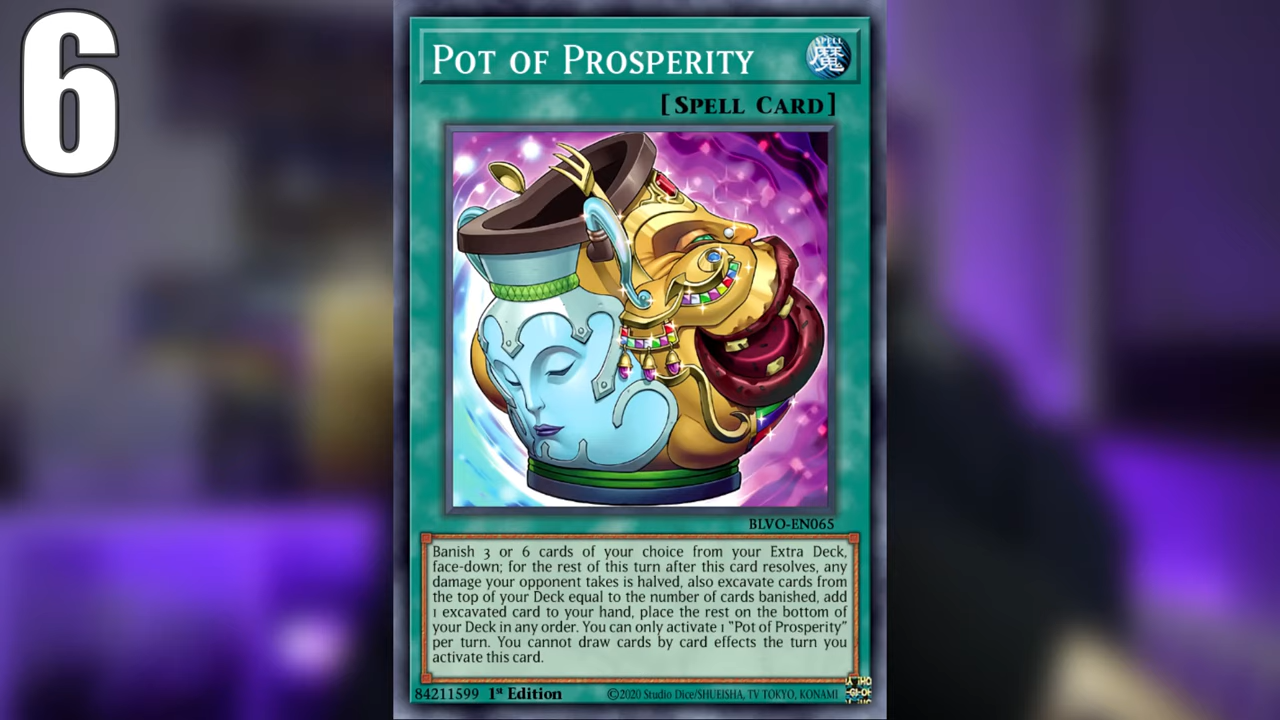 6
POT OF PROSPERITY
SPELL
魔
[SPELL CARD]
BLVO-EN065
Banish 3 or 6 cards of your choice from your Extra Deck,
face-down; for the rest of this turn after this card resolves, any
damage your opponent takes is halved, also excavate cards from
the top of your Deck equal to the number of cards banished, add
1 excavated card to your hand, place the rest on the bottom of
your Deck in any order. You can only activate 1 "Pot of Prosperity"
per turn. You cannot draw cards by card effects the turn you
activate this card.
84211599 1st Edition ©2020 Studio Dice/SHUEISHA, TV TOKYO, KONAMI